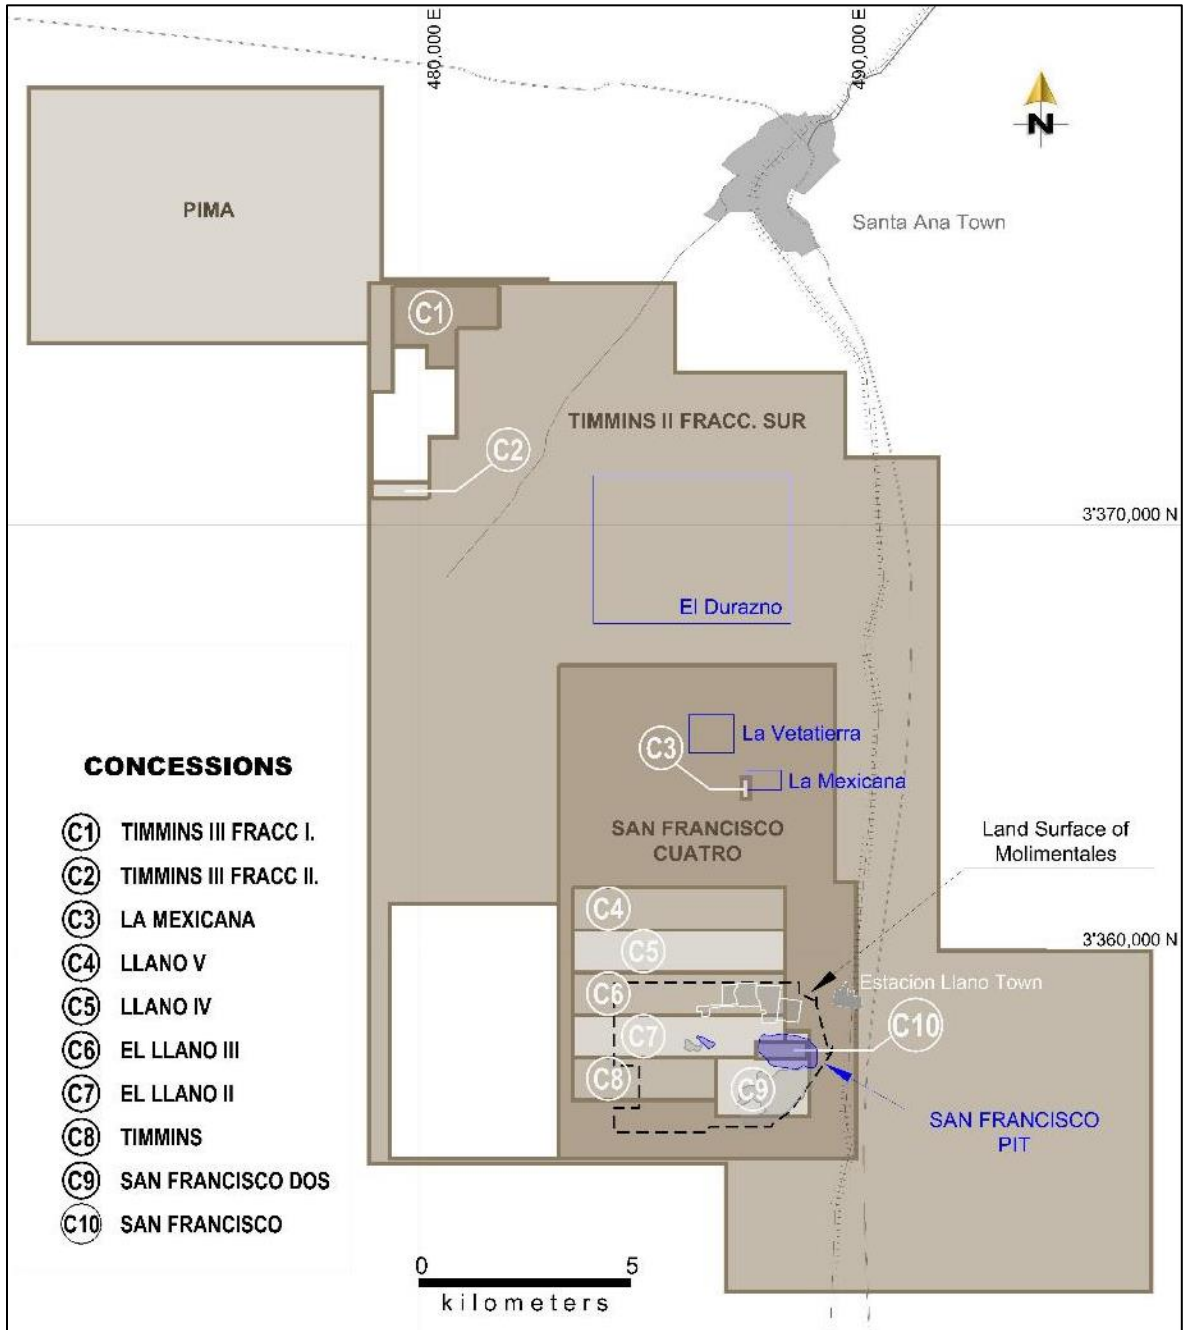 480,000 E
490,000 E
N
PIMA
Santa Ana Town
C1
TIMMINS II FRACC. SUR
C2
3'370,000 N
El Durazno
La Vetatierra
C3
La Mexicana
SAN FRANCISCO
CUATRO
Land Surface of
Molimentales
C4
3'360,000 N
C5
Estacion Llano Town
C6
C10
C7
C8
C9
SAN FRANCISCO
PIT
CONCESSIONS
C1 TIMMINS III FRACC I.
C2 TIMMINS III FRACC II.
C3 LA MEXICANA
C4 LLANO V
C5 LLANO IV
C6 EL LLANO III
C7 EL LLANO II
C8 TIMMINS
C9 SAN FRANCISCO DOS
C10 SAN FRANCISCO
0 5
kilometers